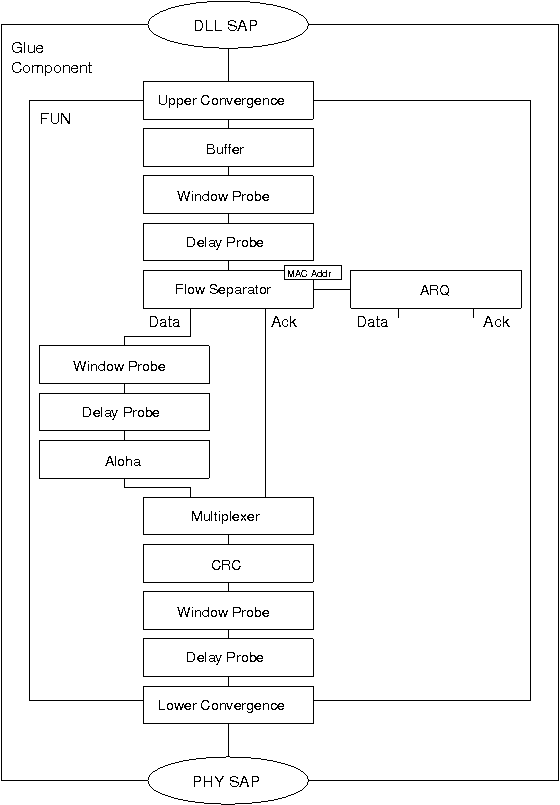 DLL SAP
Glue
Component
Upper Convergence
FUN
Buffer
Window Probe
Delay Probe
MAC Addr
Flow Separator
ARQ
Data
Ack
Data
Ack
Window Probe
Delay Probe
Aloha
Multiplexer
CRC
Window Probe
Delay Probe
Lower Convergence
PHY SAP